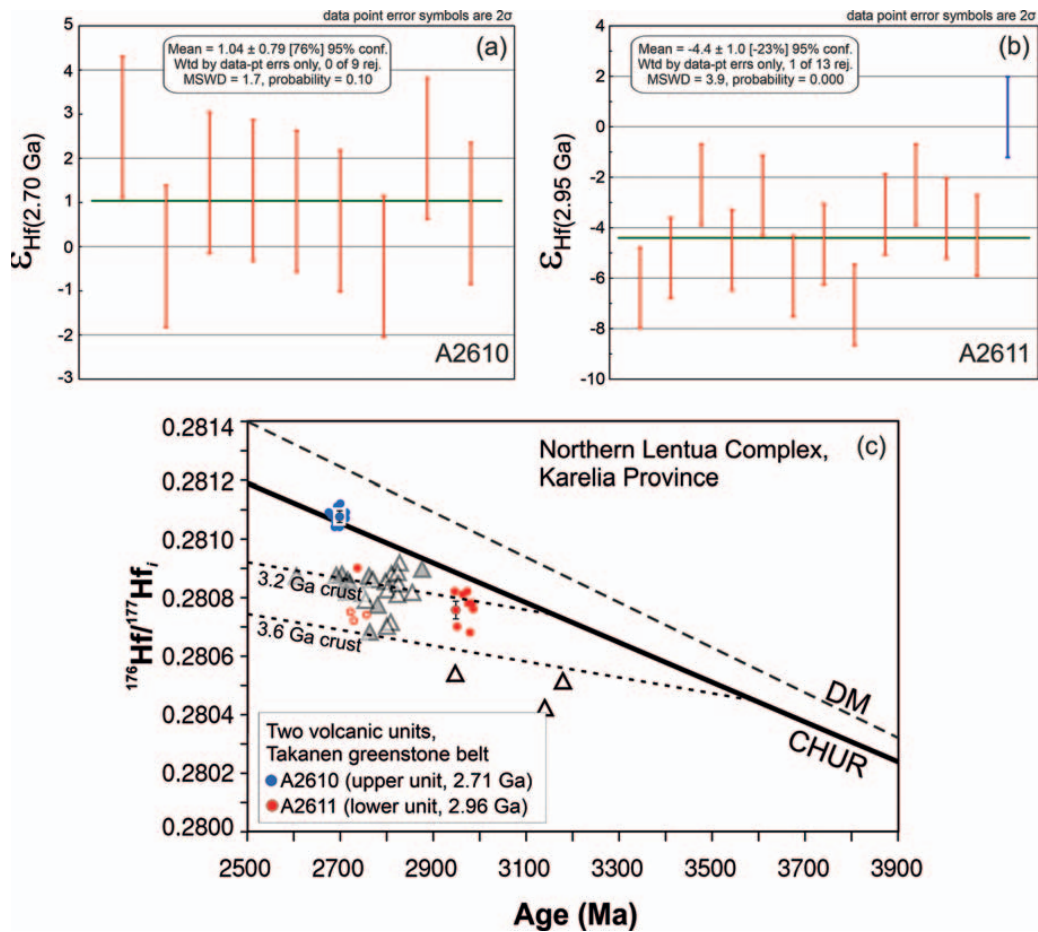 data point error symbols are 2σ
5
4
3
2
1
0
-1
-2
-3
εHf(2.70 Ga)
(a)
Mean = 1.04 ± 0.79 [76%] 95% conf.
Wtd by data-pt errs only, 0 of 9 rej.
MSWD = 1.7, probability = 0.10
A2610
data point error symbols are 2σ
4
2
0
-2
-4
-6
-8
-10
εHf(2.95 Ga)
(b)
Mean = -4.4 ± 1.0 [-23%] 95% conf.
Wtd by data-pt errs only, 1 of 13 rej.
MSWD = 3.9, probability = 0.000
A2611
0.2814
0.2812
0.2810
0.2808
0.2806
0.2804
0.2802
0.2800
¹⁷⁶Hf/¹⁷⁷Hfi
Northern Lentua Complex,
Karelia Province
(c)
3.2 Ga crust
3.6 Ga crust
DM
CHUR
Two volcanic units,
Takanen greenstone belt
A2610 (upper unit, 2.71 Ga)
A2611 (lower unit, 2.96 Ga)
2500 2700 2900 3100 3300 3500 3700 3900
Age (Ma)